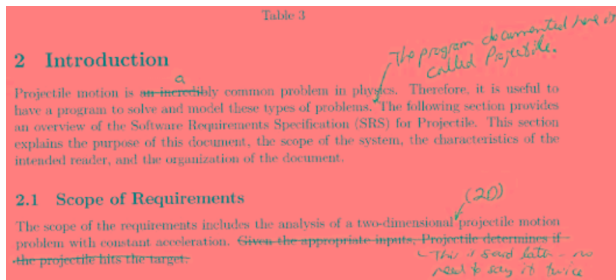 Table 3
The program documented here is
called Projectile.
2 Introduction
a
Projectile motion is an incredibly common problem in physics. Therefore, it is useful to
have a program to solve and model these types of problems. The following section provides
an overview of the Software Requirements Specification (SRS) for Projectile. This section
explains the purpose of this document, the scope of the system, the characteristics of the
intended reader, and the organization of the document.
2.1 Scope of Requirements
(2D)
The scope of the requirements includes the analysis of a two-dimensional projectile motion
problem with constant acceleration. Given the appropriate inputs, Projectile determines if
the projectile hits the target.
This is said later - no
need to say it twice